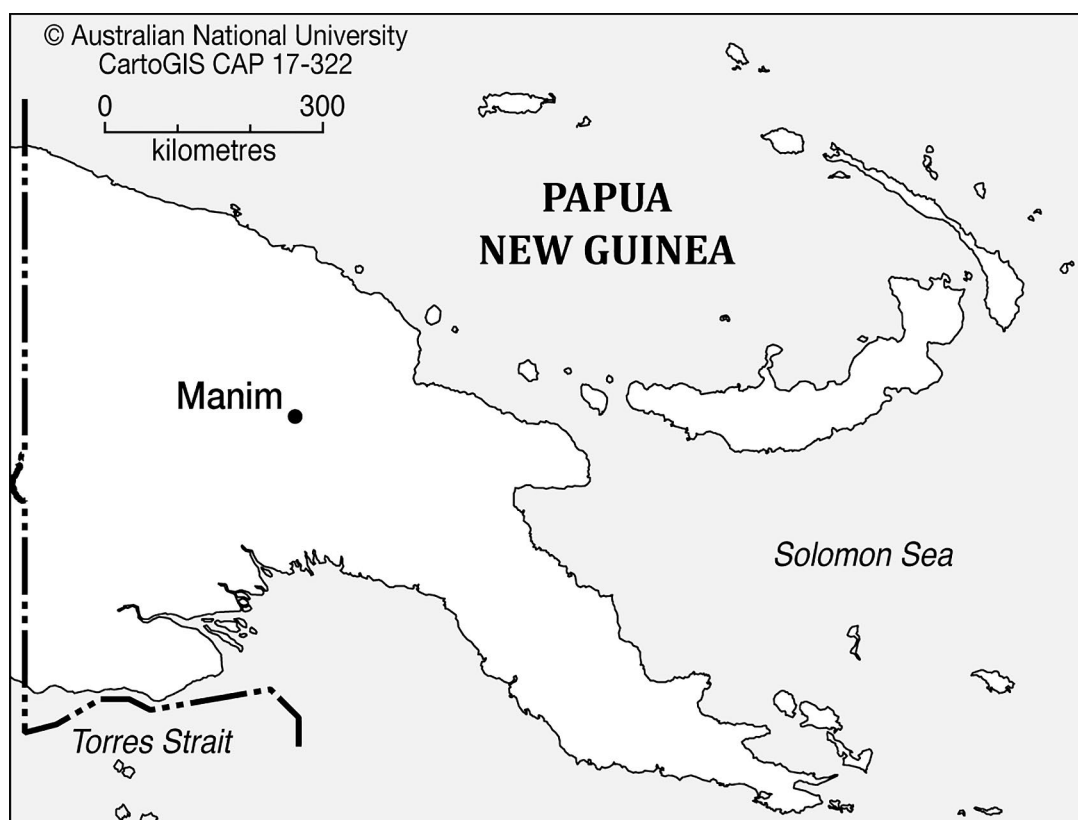 © Australian National University
CartoGIS CAP 17-322
0 300
kilometres
PAPUA
NEW GUINEA
Manim
Solomon Sea
Torres Strait